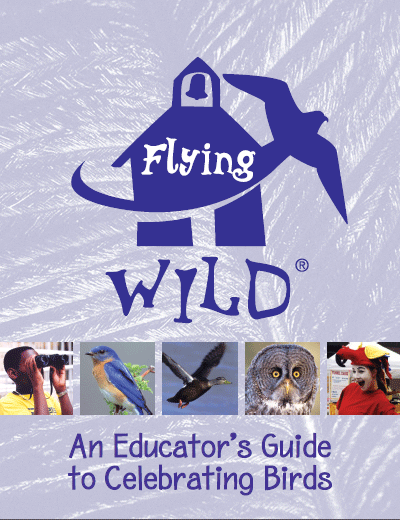 Flying
WILD®
An Educator's Guide
to Celebrating Birds